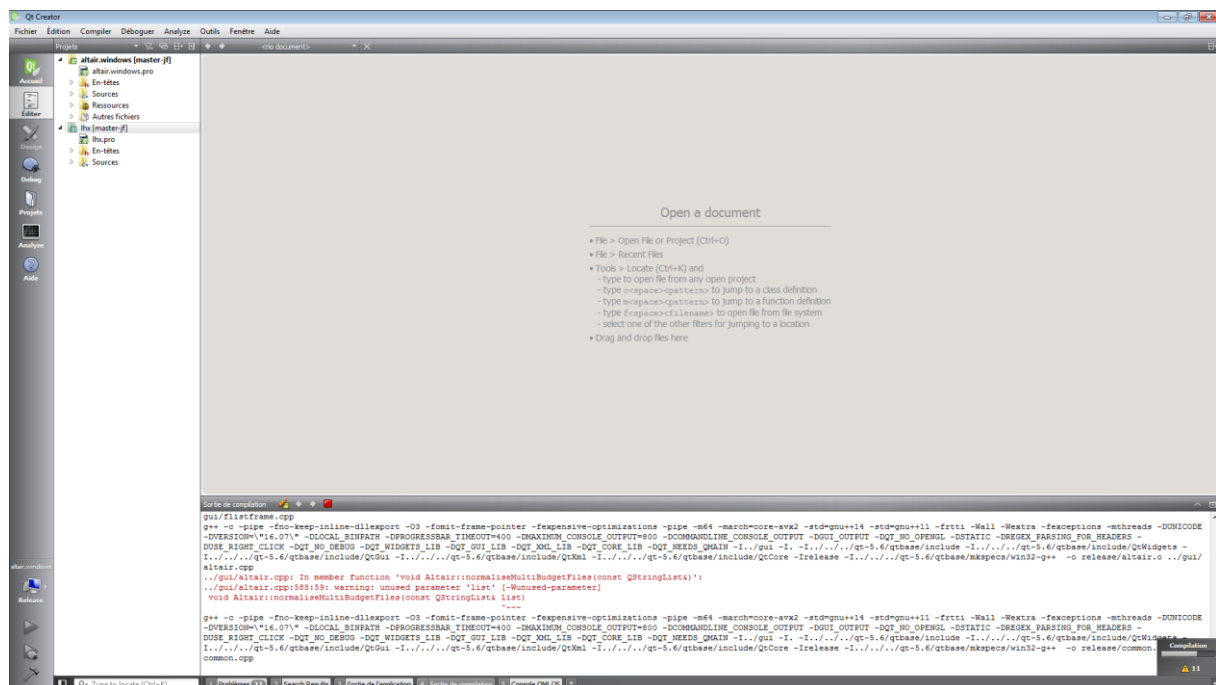 Qt Creator
Fichier Édition Compiler Déboguer Analyze Outils Fenêtre Aide
Projets
<no document>
Accueil
Éditer
Design
Debug
Projets
Analyze
Aide
altair.windows [master-jf]
altair.windows.pro
En-têtes
Sources
Ressources
Autres fichiers
lhx [master-jf]
lhx.pro
En-têtes
Sources
Open a document
• File > Open File or Project (Ctrl+O)
• File > Recent Files
• Tools > Locate (Ctrl+K) and
- type to open file from any open project
- type c<space><pattern> to jump to a class definition
- type m<space><pattern> to jump to a function definition
- type f<space><filename> to open file from file system
- select one of the other filters for jumping to a location
• Drag and drop files here
Sortie de compilation
gui/flistframe.cpp
g++ -c -pipe -fno-keep-inline-dllexport -O3 -fomit-frame-pointer -fexpensive-optimizations -pipe -m64 -march=core-avx2 -std=gnu++14 -std=gnu++11 -frtti -Wall -Wextra -fexceptions -mthreads -DUNICODE
-DVERSION=\"16.07\" -DLOCAL_BINPATH -DPROGRESSBAR_TIMEOUT=400 -DMAXIMUM_CONSOLE_OUTPUT=800 -DCOMMANDLINE_CONSOLE_OUTPUT -DGUI_OUTPUT -DQT_NO_OPENGL -DSTATIC -DREGEX_PARSING_FOR_HEADERS -
DUSE_RIGHT_CLICK -DQT_NO_DEBUG -DQT_WIDGETS_LIB -DQT_GUI_LIB -DQT_XML_LIB -DQT_CORE_LIB -DQT_NEEDS_QMAIN -I../gui -I. -I../../../qt-5.6/qtbase/include -I../../../qt-5.6/qtbase/include/QtWidgets -
I../../../qt-5.6/qtbase/include/QtGui -I../../../qt-5.6/qtbase/include/QtXml -I../../../qt-5.6/qtbase/include/QtCore -Irelease -I../../../qt-5.6/qtbase/mkspecs/win32-g++ -o release/altair.o ../gui/
altair.cpp
../gui/altair.cpp: In member function 'void Altair::normaliseMultiBudgetFiles(const QStringList&)':
../gui/altair.cpp:588:59: warning: unused parameter 'list' [-Wunused-parameter]
void Altair::normaliseMultiBudgetFiles(const QStringList& list)
^~~~
g++ -c -pipe -fno-keep-inline-dllexport -O3 -fomit-frame-pointer -fexpensive-optimizations -pipe -m64 -march=core-avx2 -std=gnu++14 -std=gnu++11 -frtti -Wall -Wextra -fexceptions -mthreads -DUNICODE
-DVERSION=\"16.07\" -DLOCAL_BINPATH -DPROGRESSBAR_TIMEOUT=400 -DMAXIMUM_CONSOLE_OUTPUT=800 -DCOMMANDLINE_CONSOLE_OUTPUT -DGUI_OUTPUT -DQT_NO_OPENGL -DSTATIC -DREGEX_PARSING_FOR_HEADERS -
DUSE_RIGHT_CLICK -DQT_NO_DEBUG -DQT_WIDGETS_LIB -DQT_GUI_LIB -DQT_XML_LIB -DQT_CORE_LIB -DQT_NEEDS_QMAIN -I../gui -I. -I../../../qt-5.6/qtbase/include -I../../../qt-5.6/qtbase/include/QtWidgets -
I../../../qt-5.6/qtbase/include/QtGui -I../../../qt-5.6/qtbase/include/QtXml -I../../../qt-5.6/qtbase/include/QtCore -Irelease -I../../../qt-5.6/qtbase/mkspecs/win32-g++ -o release/common.
common.cpp
altair.windows
Release
Compilation
11
Type to locate (Ctrl+K)
Problèmes 27
Search Results
Sortie de l'application
Sortie de compilation
Console QML/JS